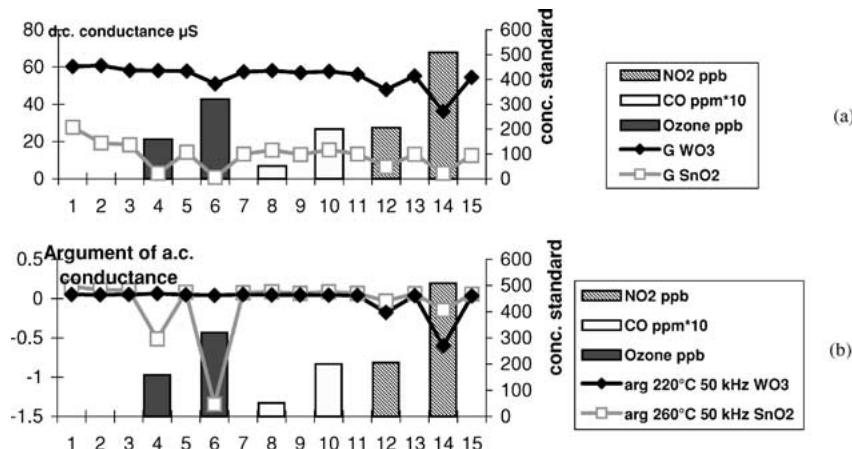 d.c. conductance µS
80
60
40
20
0
600
500
400
300
200
100
0
conc. standard
1 2 3 4 5 6 7 8 9 10 11 12 13 14 15
NO2 ppb
CO ppm*10
Ozone ppb
G WO3
G SnO2
(a)
Argument of a.c.
conductance
0.5
0
-0.5
-1
-1.5
600
500
400
300
200
100
0
conc. standard
1 2 3 4 5 6 7 8 9 10 11 12 13 14 15
NO2 ppb
CO ppm*10
Ozone ppb
arg 220°C 50 kHz WO3
arg 260°C 50 kHz SnO2
(b)